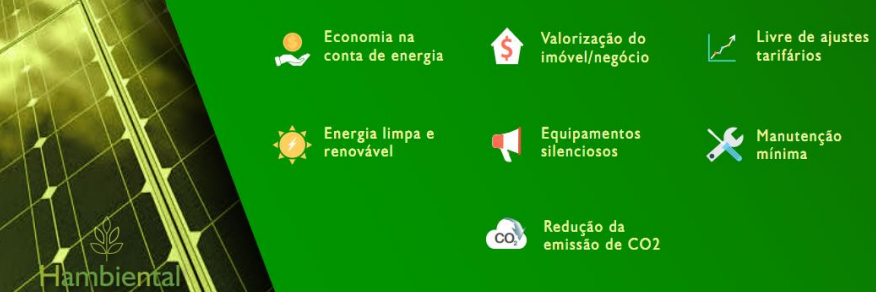 Economia na
conta de energia
$
Valorização do
imóvel/negócio
Livre de ajustes
tarifários
Energia limpa e
renovável
Equipamentos
silenciosos
Manutenção
mínima
CO2
Redução da
emissão de CO2
Hambiental